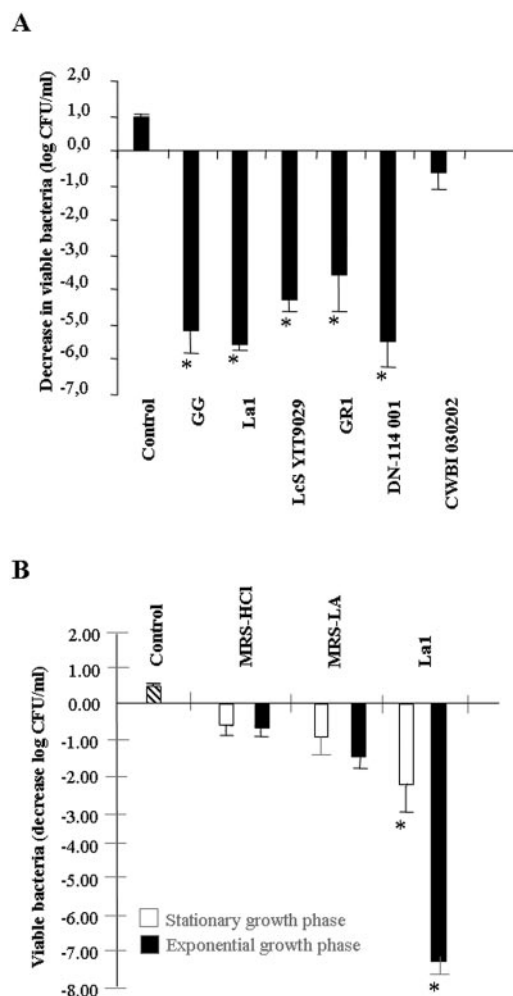 A
Decrease in viable bacteria (log CFU/ml)
2,0
1,0
0,0
-1,0
-2,0
-3,0
-4,0
-5,0
-6,0
-7,0
* * * * *
Control
GG
La1
LcS YIT9029
GR1
DN-114 001
CWBI 030202
B
Viable bacteria (decrease log CFU/ml)
Control
MRS-HCl
MRS-LA
La1
2.00
1.00
0.00
-1.00
-2.00
-3.00
-4.00
-5.00
-6.00
-7.00
-8.00
*
*
Stationary growth phase
Exponential growth phase